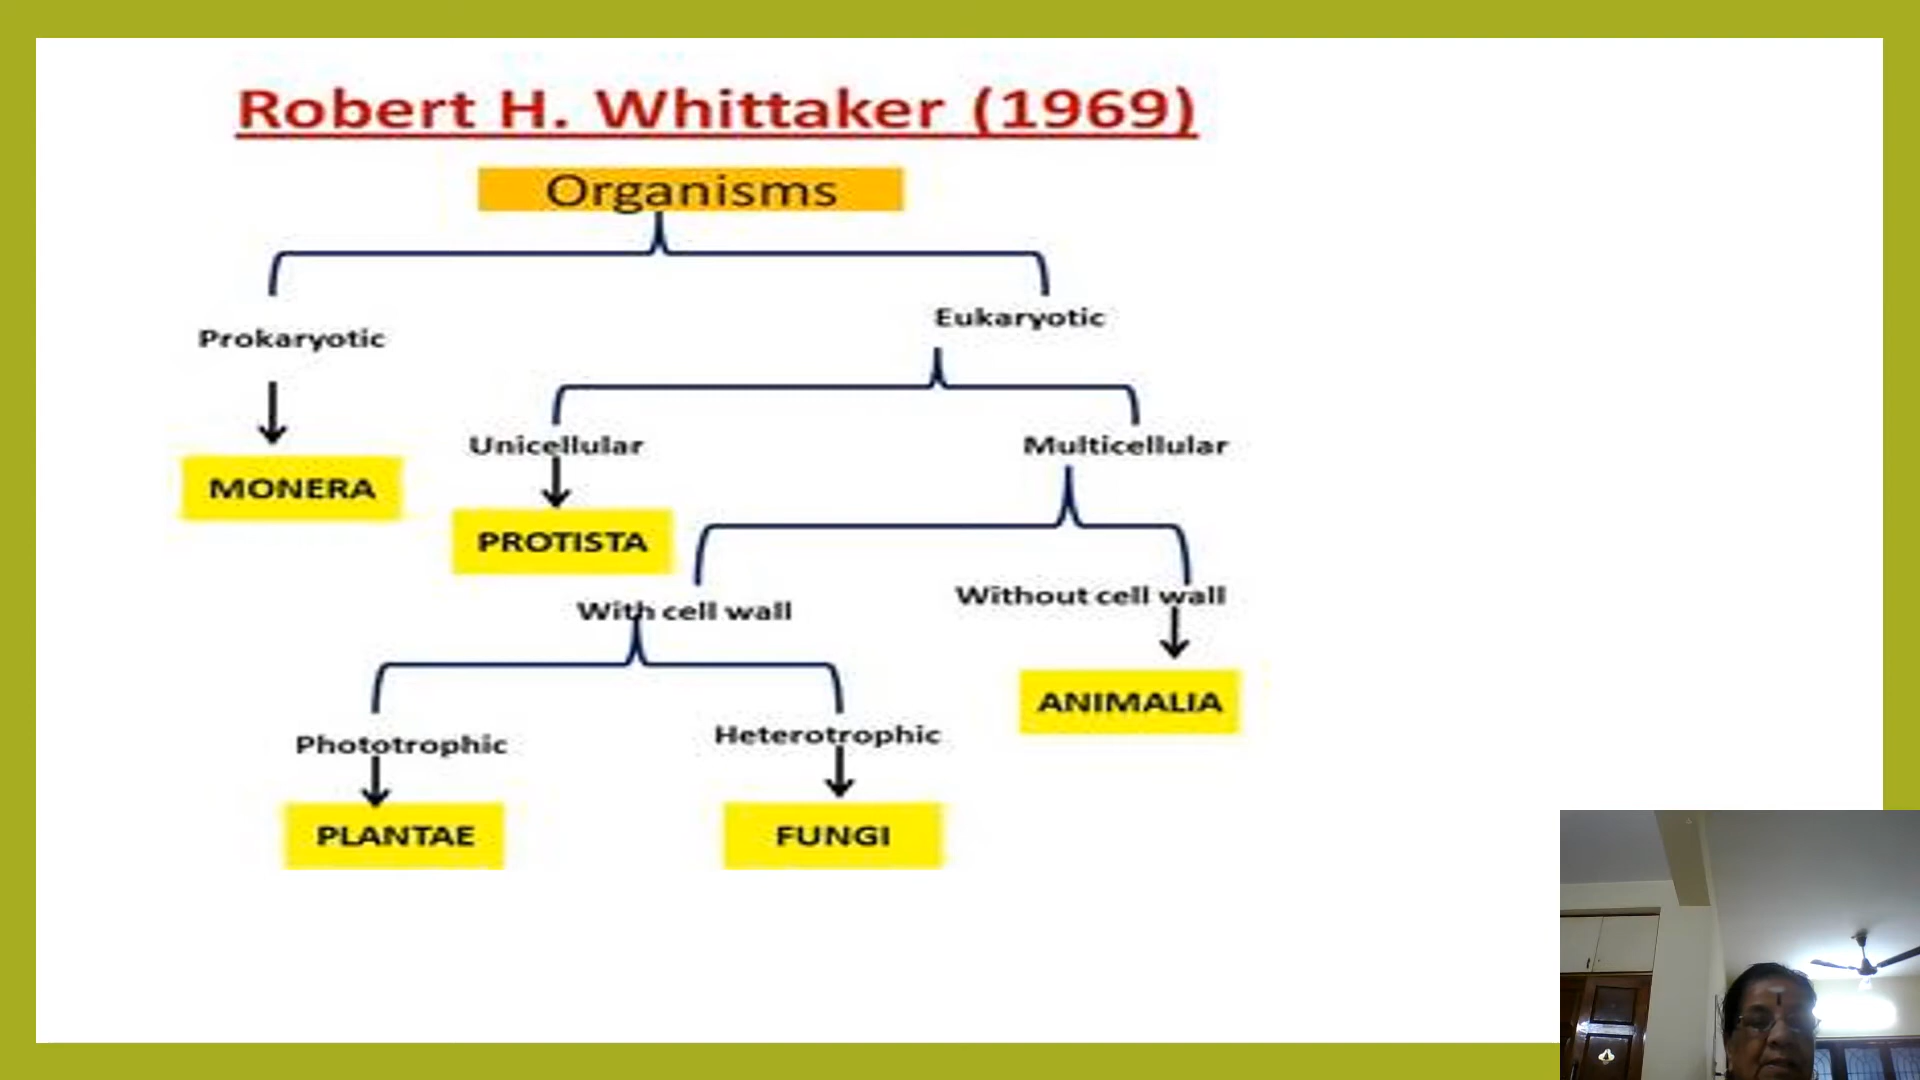 Robert H. Whittaker (1969)
Organisms
Prokaryotic
Eukaryotic
MONERA
Unicellular
Multicellular
PROTISTA
With cell wall
Without cell wall
ANIMALIA
Phototrophic
Heterotrophic
PLANTAE
FUNGI